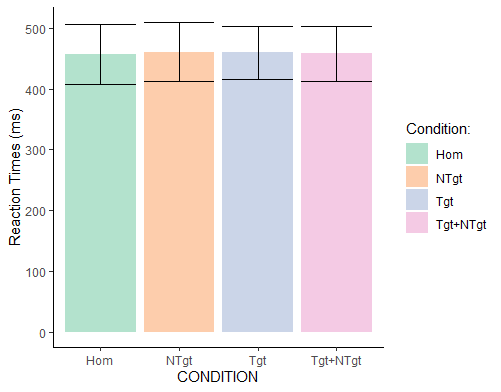 Reaction Times (ms)
500
400
300
200
100
0
Hom NTgt Tgt Tgt+NTgt
CONDITION
Condition:
Hom
NTgt
Tgt
Tgt+NTgt